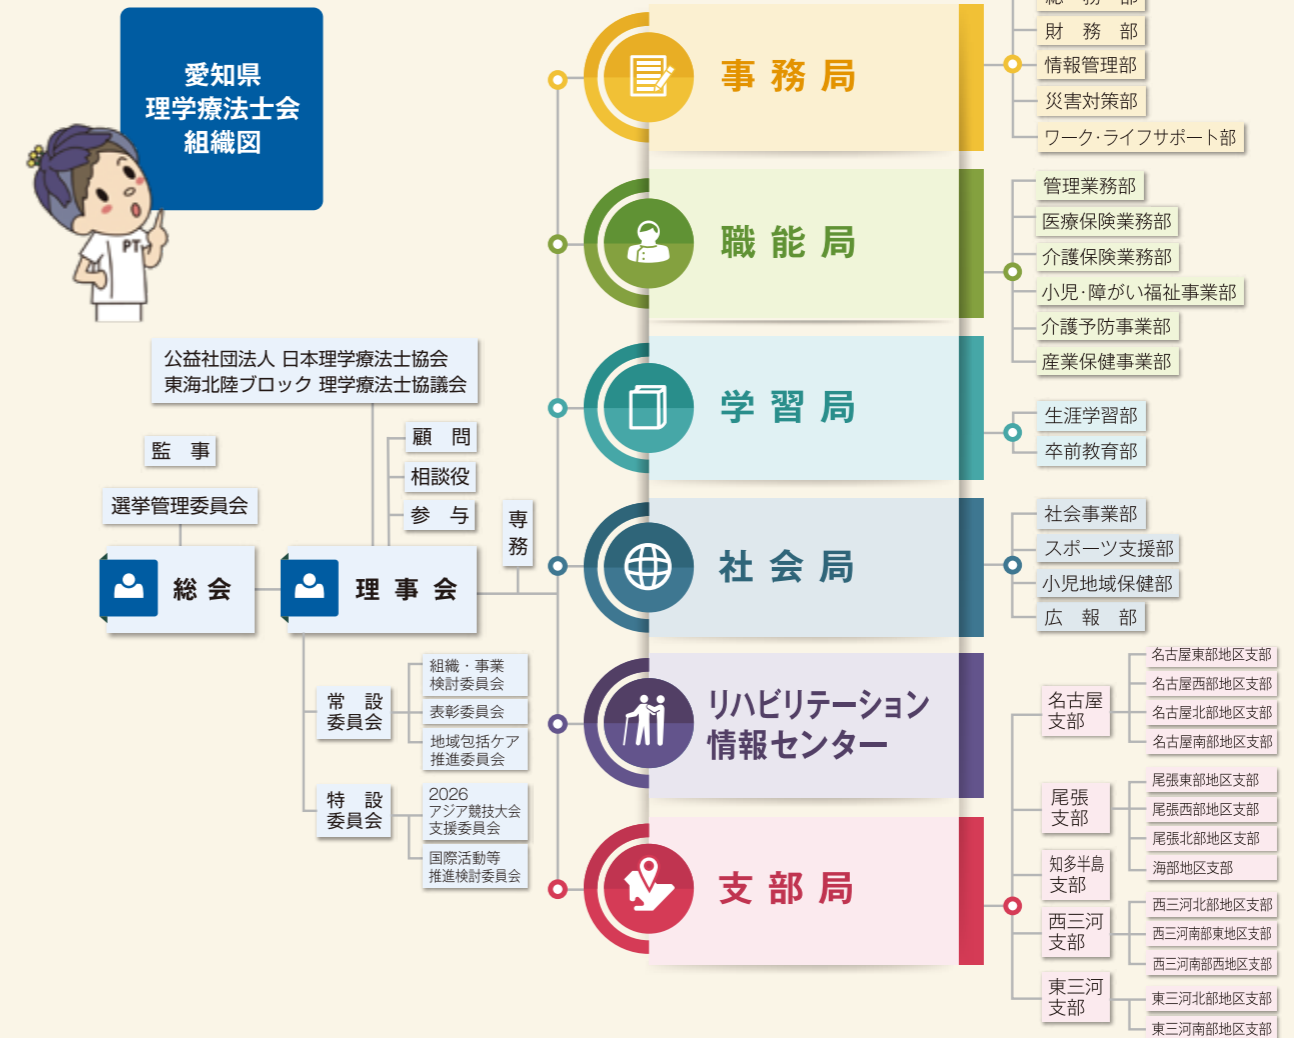 愛知県
理学療法士会
組織図
PT
公益社団法人 日本理学療法士協会
東海北陸ブロック 理学療法士協議会
監 事
選挙管理委員会
総会
顧 問
相談役
参 与
理事会
専務
常 設
委員会
組織・事業
検討委員会
表彰委員会
地域包括ケア
推進委員会
特 設
委員会
2026
アジア競技大会
支援委員会
国際活動等
推進検討委員会
事務局
総 務 部
財 務 部
情報管理部
災害対策部
ワーク・ライフサポート部
職能局
管理業務部
医療保険業務部
介護保険業務部
小児・障がい福祉事業部
介護予防事業部
産業保健事業部
学習局
生涯学習部
卒前教育部
社会局
社会事業部
スポーツ支援部
小児地域保健部
広 報 部
リハビリテーション
情報センター
支部局
名古屋
支部
名古屋東部地区支部
名古屋西部地区支部
名古屋北部地区支部
名古屋南部地区支部
尾張
支部
尾張東部地区支部
尾張西部地区支部
尾張北部地区支部
海部地区支部
知多半島
支部
西三河
支部
西三河北部地区支部
西三河南部東地区支部
西三河南部西地区支部
東三河
支部
東三河北部地区支部
東三河南部地区支部